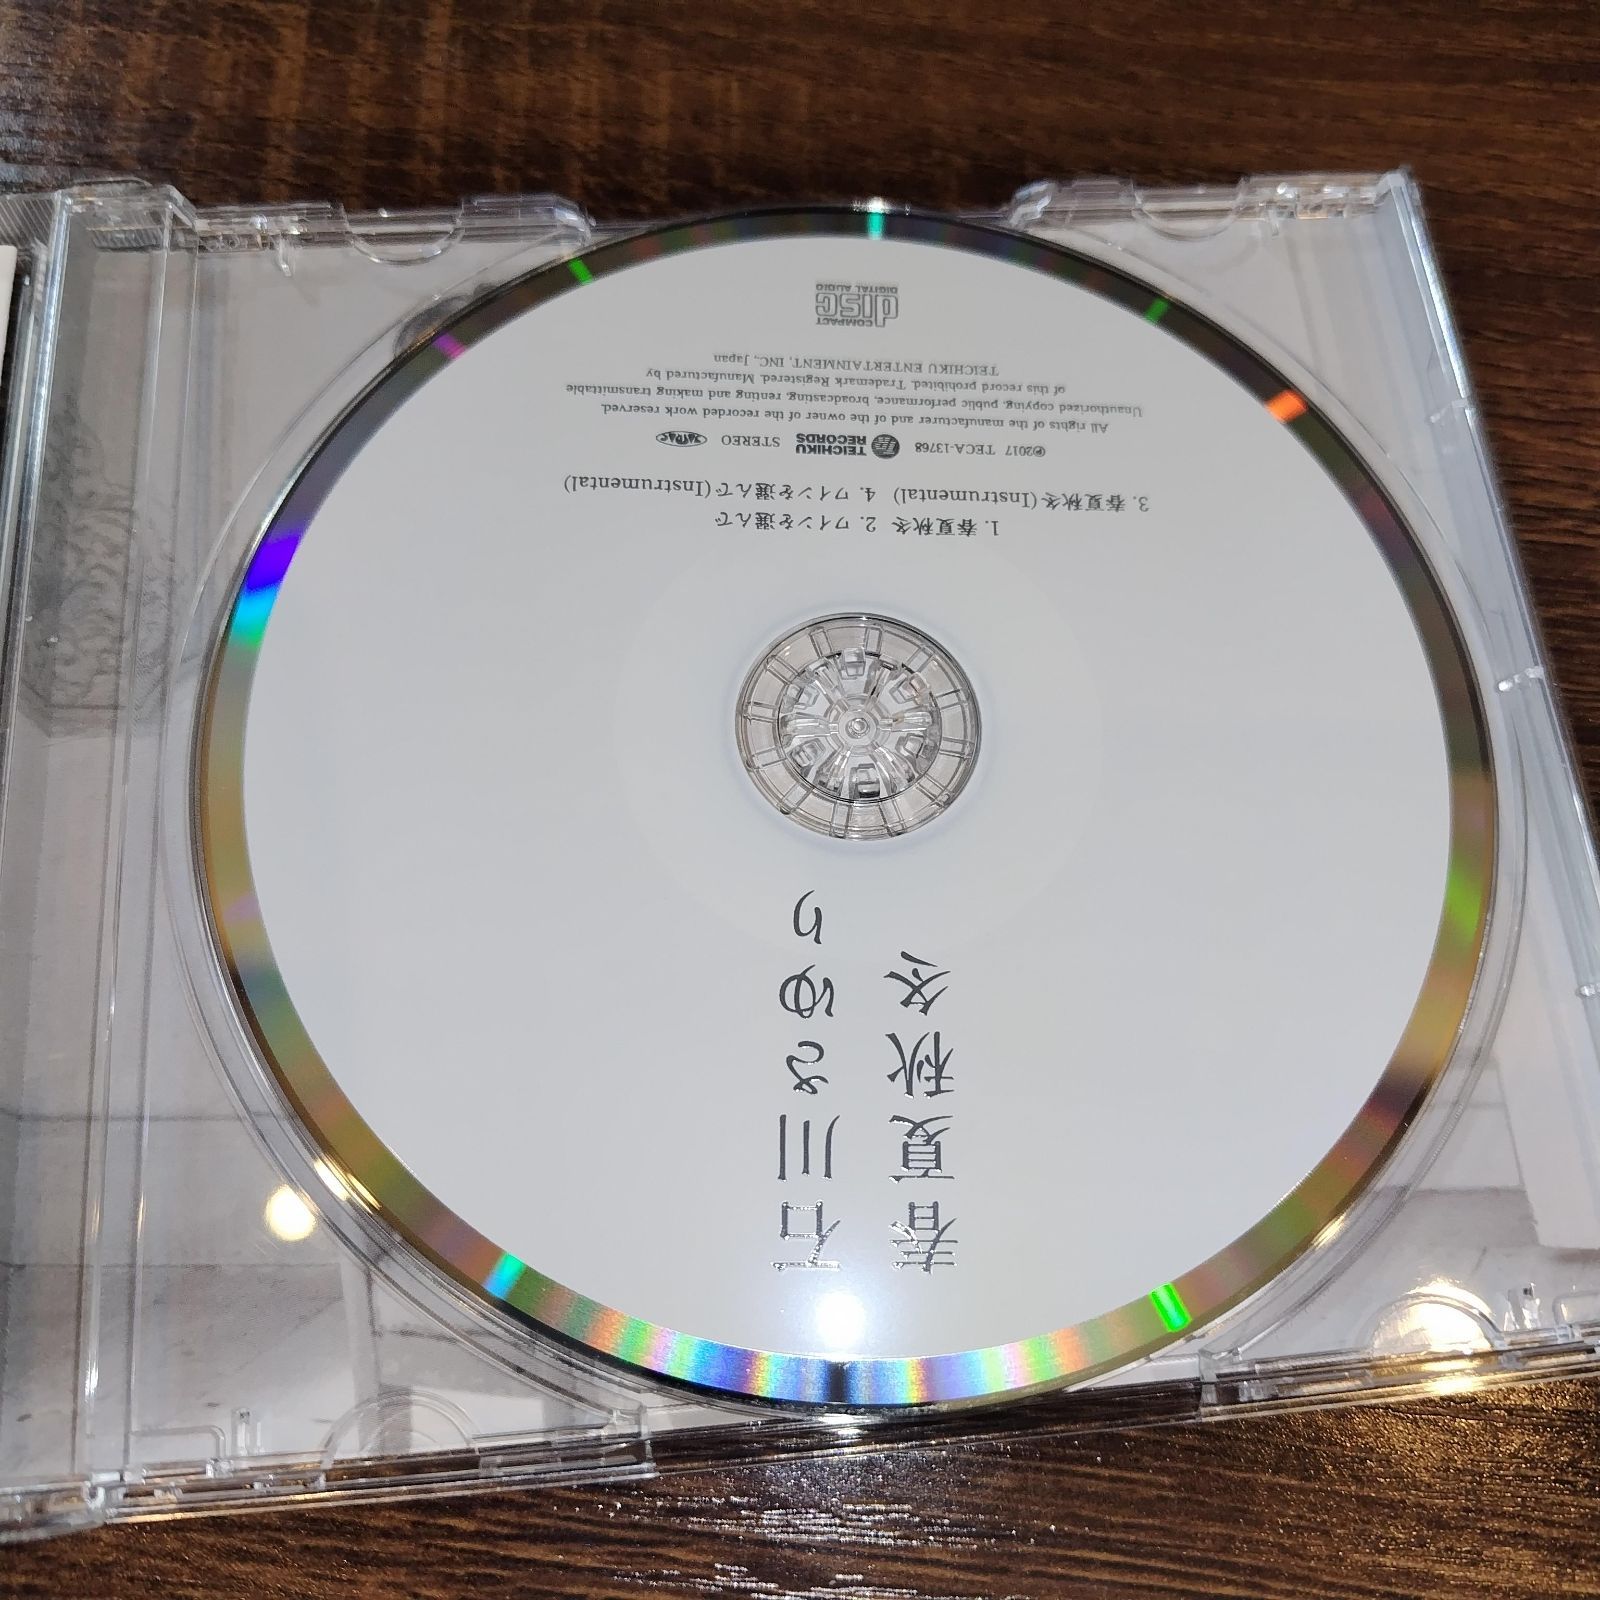 春夏秋冬
石川さゆり
1. 春夏秋冬 2. ワインを選んで
3. 春夏秋冬(Instrumental) 4. ワインを選んで(Instrumental)
℗2017 TECA-13768 TEICHIKU RECORDS STEREO JASRAC
All rights of the manufacturer and of the owner of the recorded work reserved.
Unauthorized copying, public performance, broadcasting, renting and making transmittable
of this record prohibited. Trademark Registered. Manufactured by
TEICHIKU ENTERTAINMENT, INC., Japan
COMPACT
disc
DIGITAL AUDIO